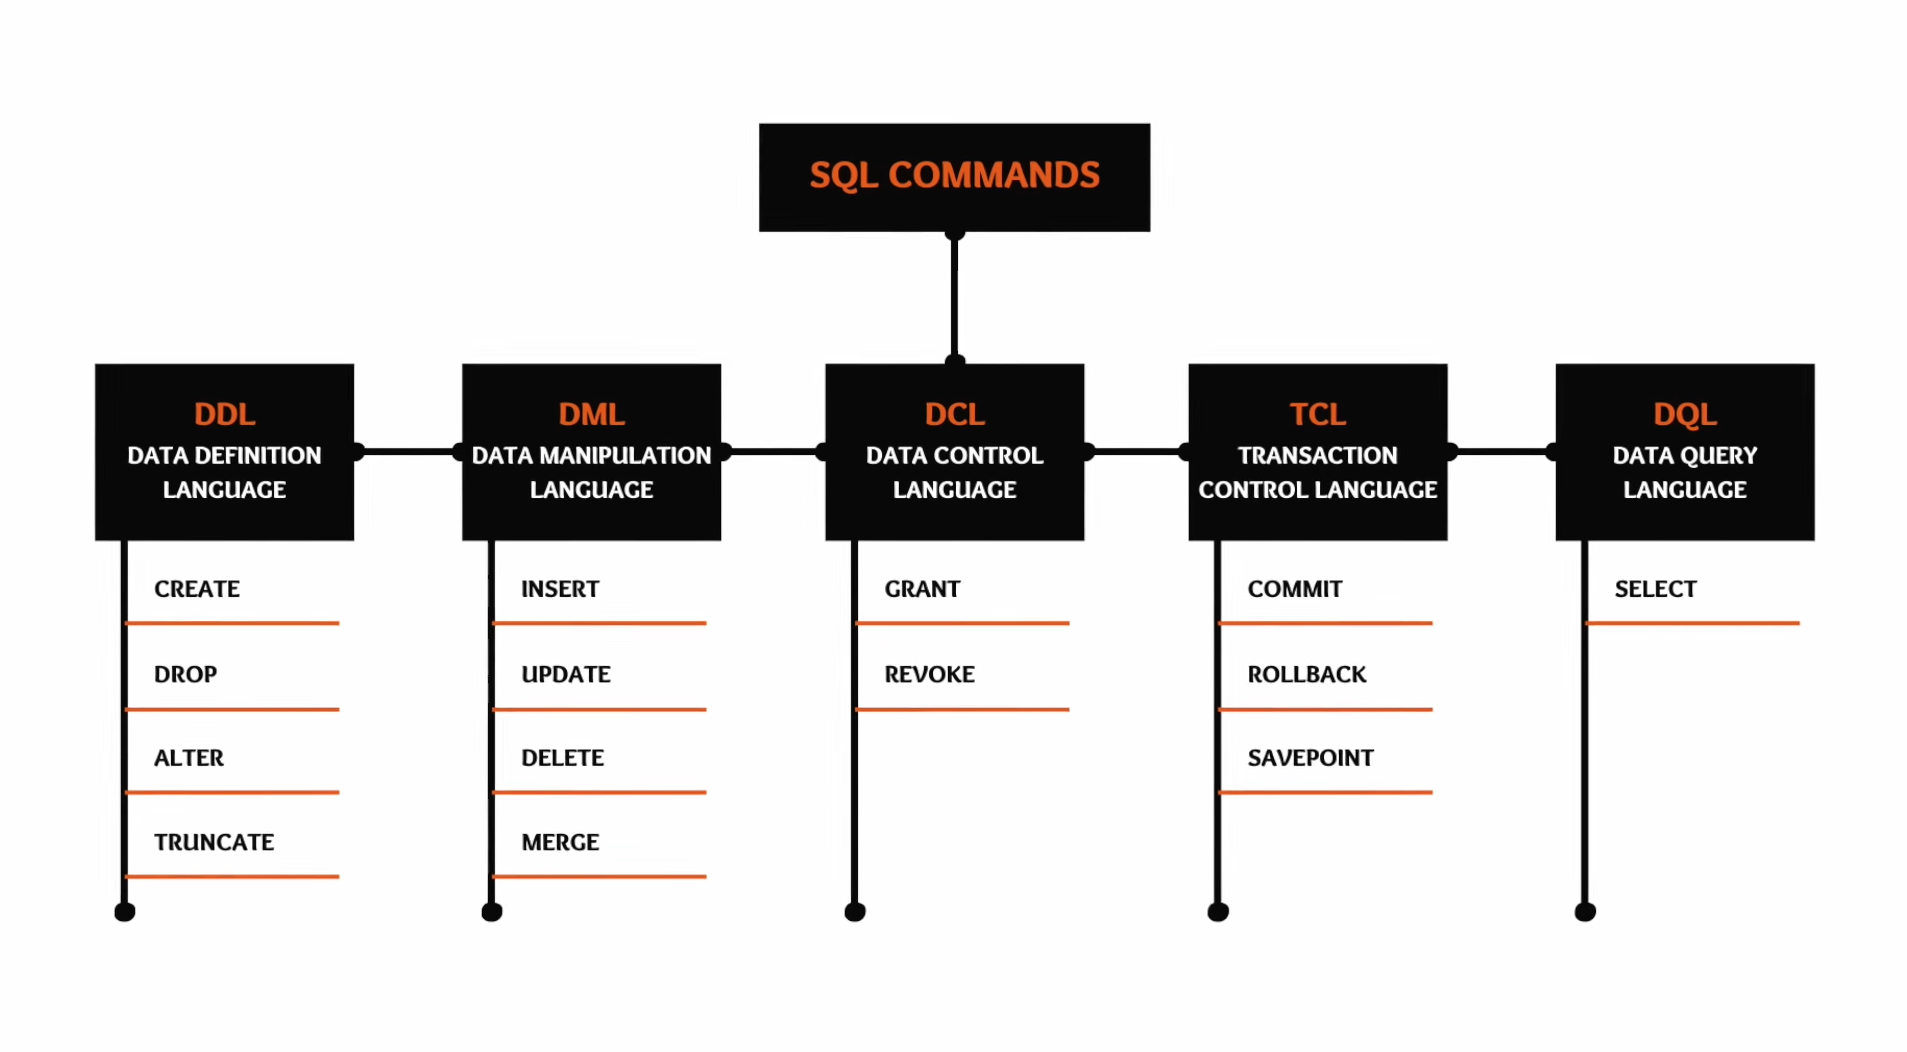 SQL COMMANDS
DDL
DATA DEFINITION
LANGUAGE
CREATE
DROP
ALTER
TRUNCATE
DML
DATA MANIPULATION
LANGUAGE
INSERT
UPDATE
DELETE
MERGE
DCL
DATA CONTROL
LANGUAGE
GRANT
REVOKE
TCL
TRANSACTION
CONTROL LANGUAGE
COMMIT
ROLLBACK
SAVEPOINT
DQL
DATA QUERY
LANGUAGE
SELECT